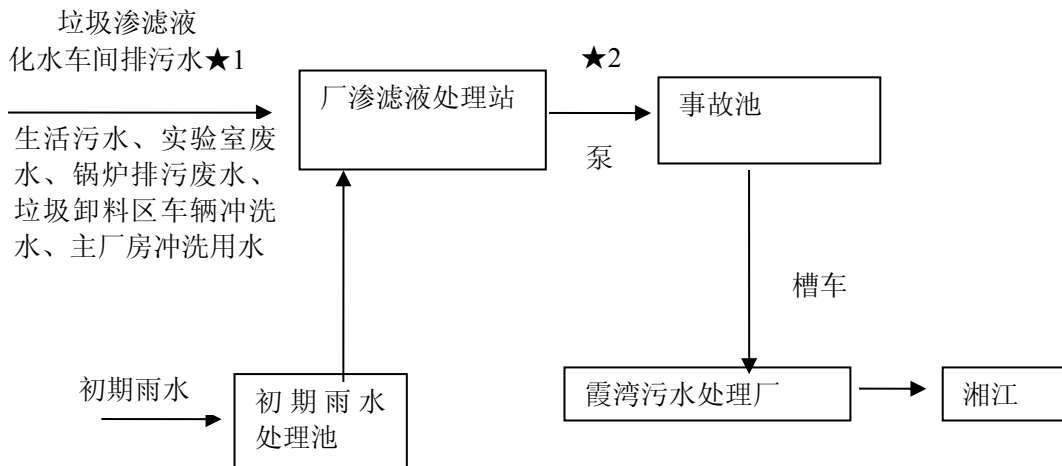 垃圾渗滤液
化水车间排污水★1
生活污水、实验室废
水、锅炉排污废水、
垃圾卸料区车辆冲洗
水、主厂房冲洗用水
厂渗滤液处理站
★2
泵
事故池
槽车
初期雨水
初期雨水
处理池
霞湾污水处理厂
湘江